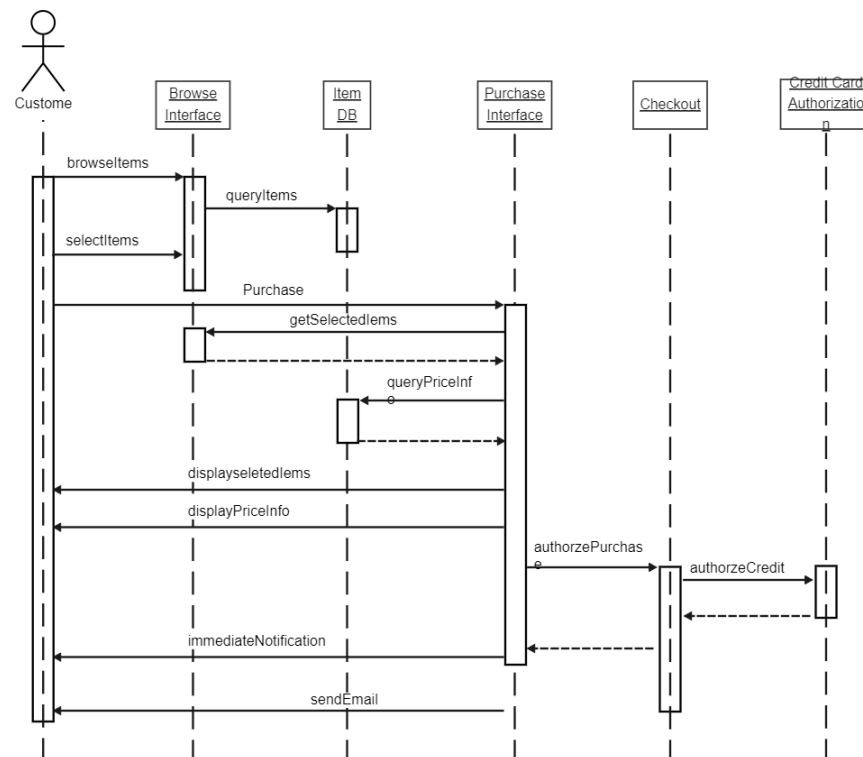 Custome
Browse
Interface
Item
DB
Purchase
Interface
Checkout
Credit Card
Authorizatio
n
browseItems
queryItems
selectItems
Purchase
getSelectedIems
queryPriceInf
o
displayseletedIems
displayPriceInfo
authorzePurchas
e
authorzeCredit
immediateNotification
sendEmail